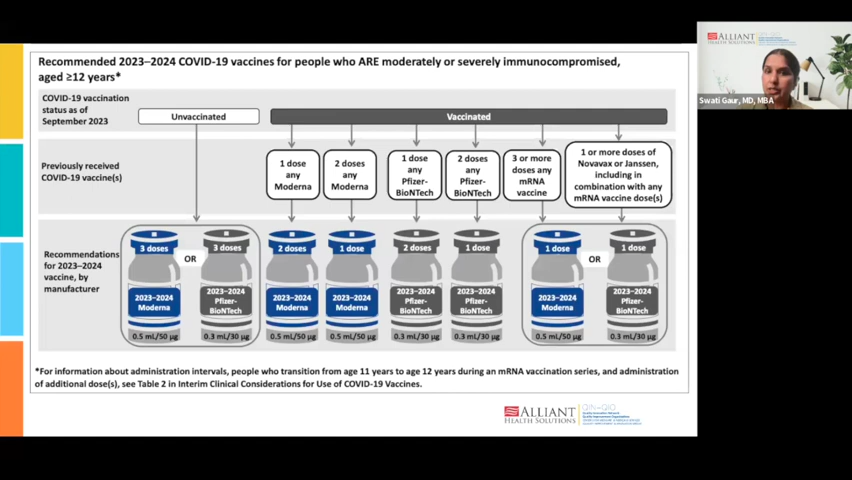 Recommended 2023–2024 COVID-19 vaccines for people who ARE moderately or severely immunocompromised,
aged ≥12 years*
COVID-19 vaccination
status as of
September 2023
Unvaccinated
Vaccinated
Previously received
COVID-19 vaccine(s)
1 dose
any
Moderna
2 doses
any
Moderna
1 dose
any
Pfizer-
BioNTech
2 doses
any
Pfizer-
BioNTech
3 or more
doses any
mRNA
vaccine
1 or more doses of
Novavax or Janssen,
including in
combination with any
mRNA vaccine dose(s)
Recommendations
for 2023–2024
vaccine, by
manufacturer
3 doses
2023–2024
Moderna
0.5 mL/50 µg
OR
3 doses
2023–2024
Pfizer-
BioNTech
0.3 mL/30 µg
2 doses
2023–2024
Moderna
0.5 mL/50 µg
1 dose
2023–2024
Moderna
0.5 mL/50 µg
2 doses
2023–2024
Pfizer-
BioNTech
0.3 mL/30 µg
1 dose
2023–2024
Pfizer-
BioNTech
0.3 mL/30 µg
1 dose
2023–2024
Moderna
0.5 mL/50 µg
OR
1 dose
2023–2024
Pfizer-
BioNTech
0.3 mL/30 µg
*For information about administration intervals, people who transition from age 11 years to age 12 years during an mRNA vaccination series, and administration
of additional dose(s), see Table 2 in Interim Clinical Considerations for Use of COVID-19 Vaccines.
ALLIANT
HEALTH SOLUTIONS
QIN-QIO
Quality Innovation Network
Quality Improvement Organizations
ALLIANT
HEALTH SOLUTIONS
Swati Gaur, MD, MBA